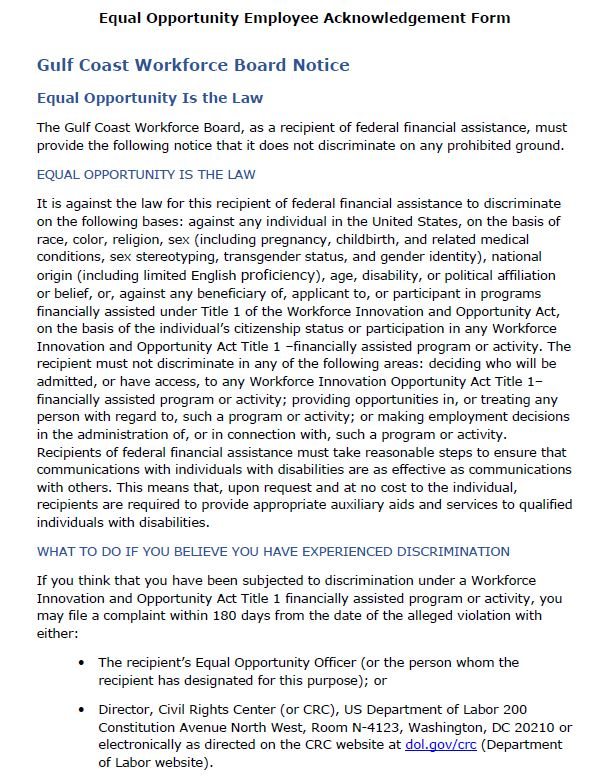 Equal Opportunity Employee Acknowledgement Form
Gulf Coast Workforce Board Notice
Equal Opportunity Is the Law
The Gulf Coast Workforce Board, as a recipient of federal financial assistance, must
provide the following notice that it does not discriminate on any prohibited ground.
EQUAL OPPORTUNITY IS THE LAW
It is against the law for this recipient of federal financial assistance to discriminate
on the following bases: against any individual in the United States, on the basis of
race, color, religion, sex (including pregnancy, childbirth, and related medical
conditions, sex stereotyping, transgender status, and gender identity), national
origin (including limited English proficiency), age, disability, or political affiliation
or belief, or, against any beneficiary of, applicant to, or participant in programs
financially assisted under Title 1 of the Workforce Innovation and Opportunity Act,
on the basis of the individual's citizenship status or participation in any Workforce
Innovation and Opportunity Act Title 1 –financially assisted program or activity. The
recipient must not discriminate in any of the following areas: deciding who will be
admitted, or have access, to any Workforce Innovation Opportunity Act Title 1–
financially assisted program or activity; providing opportunities in, or treating any
person with regard to, such a program or activity; or making employment decisions
in the administration of, or in connection with, such a program or activity.
Recipients of federal financial assistance must take reasonable steps to ensure that
communications with individuals with disabilities are as effective as communications
with others. This means that, upon request and at no cost to the individual,
recipients are required to provide appropriate auxiliary aids and services to qualified
individuals with disabilities.
WHAT TO DO IF YOU BELIEVE YOU HAVE EXPERIENCED DISCRIMINATION
If you think that you have been subjected to discrimination under a Workforce
Innovation and Opportunity Act Title 1 financially assisted program or activity, you
may file a complaint within 180 days from the date of the alleged violation with
either:
• The recipient's Equal Opportunity Officer (or the person whom the
recipient has designated for this purpose); or
• Director, Civil Rights Center (or CRC), US Department of Labor 200
Constitution Avenue North West, Room N-4123, Washington, DC 20210 or
electronically as directed on the CRC website at dol.gov/crc (Department
of Labor website).